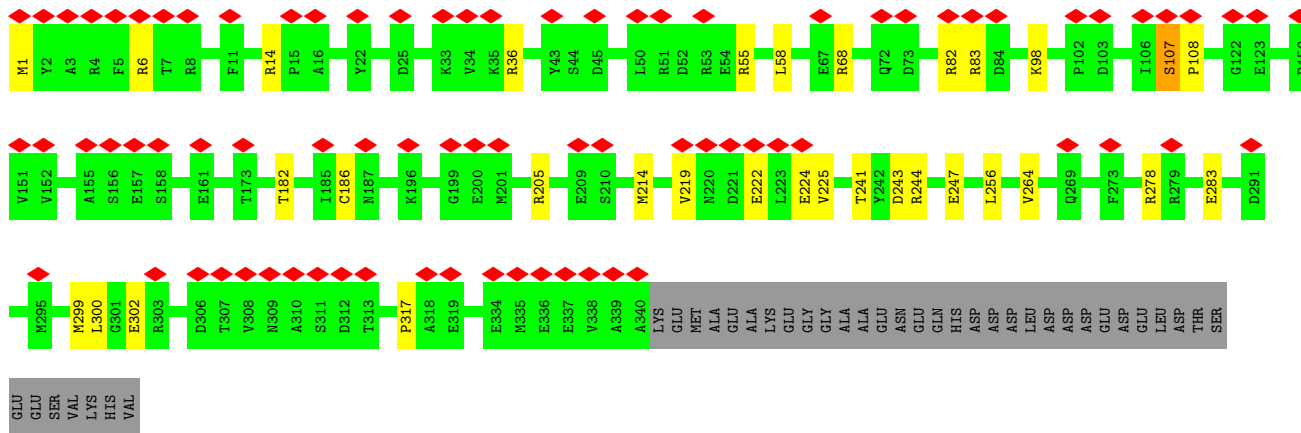 M1 Y2 A3 R4 F5 R6 T7 R8 F11 R14 P15 A16 Y22 D25 K33 V34 K35 R36 Y43 S44 D45 L50 R51 D52 R53 E54 R55 L58 E67 R68 Q72 D73 R82 R83 D84 K98 P102 D103 I106 S107 P108 G122 E123
V151 V152 A155 S156 E157 S158 E161 T173 T182 I185 C186 N187 K196 G199 E200 M201 R205 E209 S210 M214 V219 N220 D221 E222 L223 E224 V225 T241 Y242 D243 R244 E247 L256 V264 Q269 F273 R278 R279 E283 D291
M295 M299 L300 G301 E302 R303 D306 T307 V308 N309 A310 S311 D312 T313 P317 A318 E319 E334 M335 E336 E337 V338 A339 A340 LYS GLU MET ALA GLU ALA LYS GLU GLY GLY ALA ALA GLU ASN GLU GLN HIS ASP ASP ASP LEU ASP ASP ASP GLU ASP GLU LEU ASP THR SER
GLU GLU SER VAL LYS HIS VAL